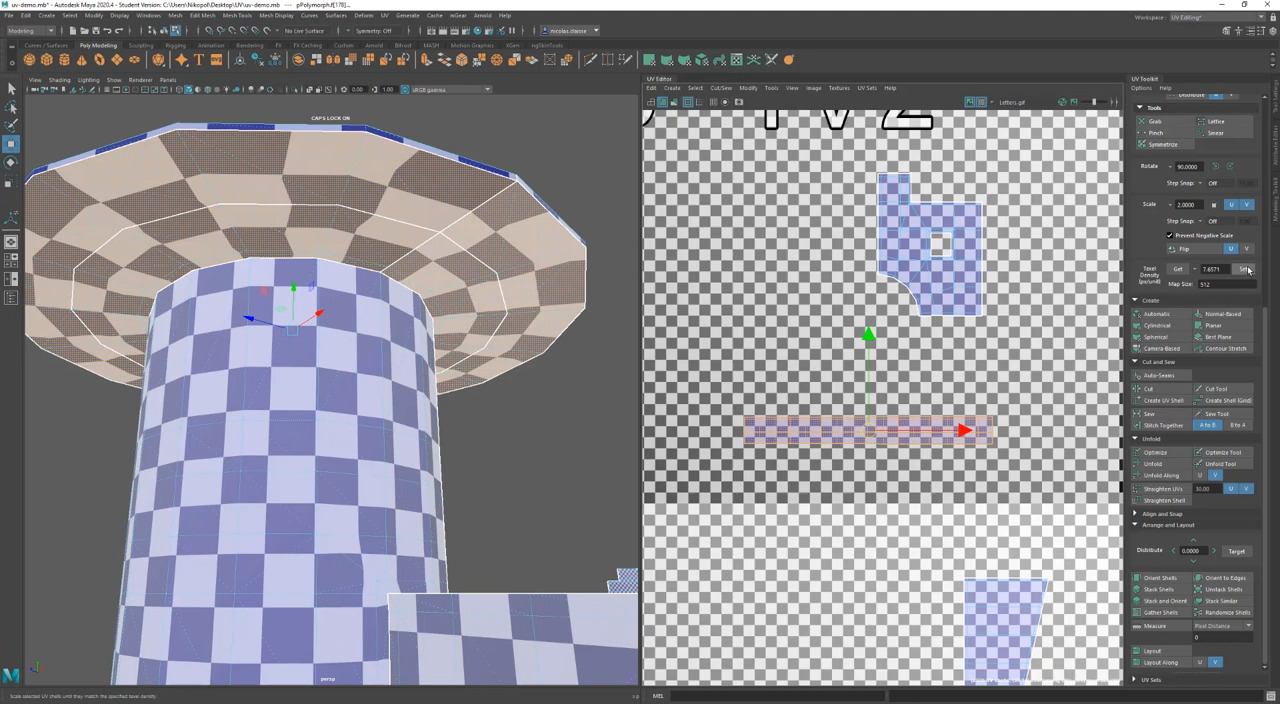 uv-demo.mb* - Autodesk Maya 2020.4 - Student Version: C:\Users\Nikopol\Desktop\UV\uv-demo.mb --- pPolymorph.f[178]...
File Edit Create Select Modify Display Windows Mesh Edit Mesh Mesh Tools Mesh Display Curves Surfaces Deform UV Generate Cache mGear Arnold Help
Workspace : UV Editing*
Modeling
No Live Surface
Symmetry: Off
nicolas.classe
Curves / Surfaces Poly Modeling Sculpting Rigging Animation Rendering FX FX Caching Custom Arnold Bifrost MASH Motion Graphics XGen ngSkinTools
View Shading Lighting Show Renderer Panels
0.00 1.00 sRGB gamma
CAPS LOCK ON
persp
UV Editor
Edit Create Select Cut/Sew Modify Tools View Image Textures UV Sets Help
Letters.gif
I V Z
UV Toolkit
Options Help
Distribute U V
Tools
Grab Lattice
Pinch Smear
Symmetrize
Rotate 90.0000
Step Snap: Off
Scale 2.0000 U V
Step Snap: Off
Prevent Negative Scale
Flip U V
Texel Density (px/unit) Get 7.6571 Set
Map Size: 512
Create
Automatic Normal-Based
Cylindrical Planar
Spherical Best Plane
Camera-Based Contour Stretch
Cut and Sew
Auto-Seams
Cut Cut Tool
Create UV Shell Create Shell (Grid)
Sew Sew Tool
Stitch Together A to B B to A
Unfold
Optimize Optimize Tool
Unfold Unfold Tool
Unfold Along U V
Straighten UVs 30.00 U V
Straighten Shell
Align and Snap
Arrange and Layout
Distribute 0.0000 Target
Orient Shells Orient to Edges
Stack Shells Unstack Shells
Stack and Orient Stack Similar
Gather Shells Randomize Shells
Measure Pixel Distance
0
Layout
Layout Along U V
UV Sets
Scale selected UV shells until they match the specified texel density.
MEL